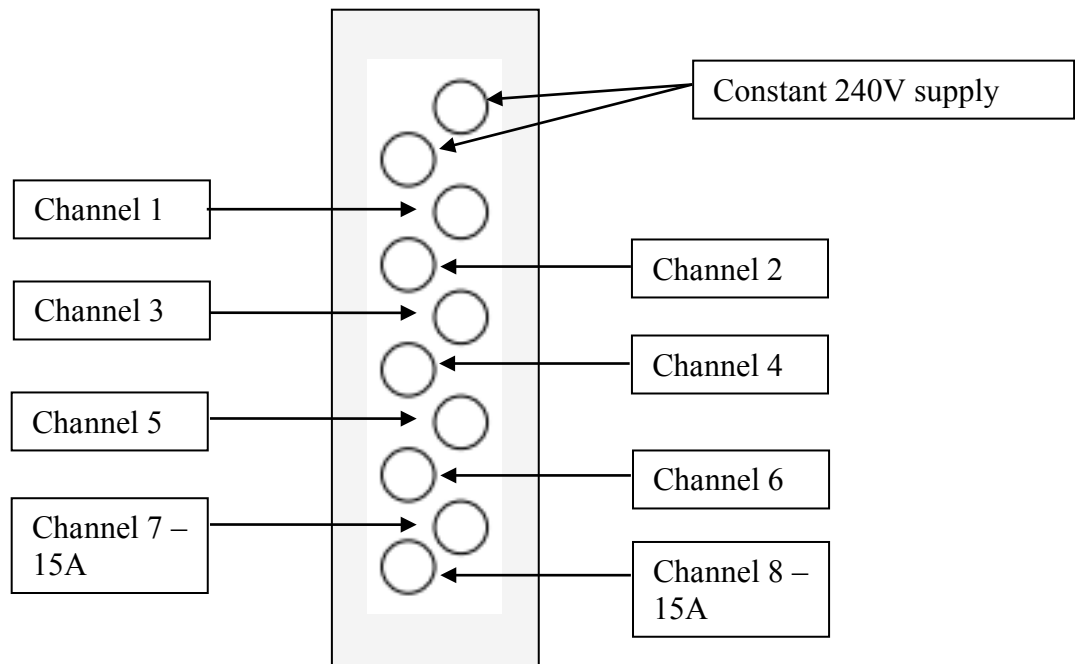 Constant 240V supply
Channel 1
Channel 2
Channel 3
Channel 4
Channel 5
Channel 6
Channel 7 –
15A
Channel 8 –
15A